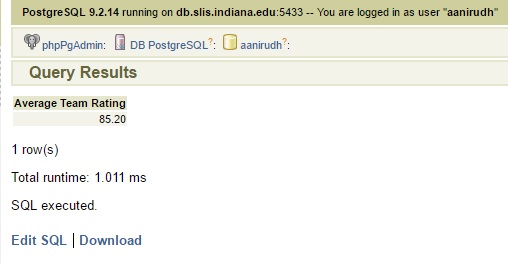 PostgreSQL 9.2.14 running on db.slis.indiana.edu:5433 -- You are logged in as user "aanirudh"
phpPgAdmin: DB PostgreSQL?: aanirudh?:
Query Results
Average Team Rating
85.20
1 row(s)
Total runtime: 1.011 ms
SQL executed.
Edit SQL | Download